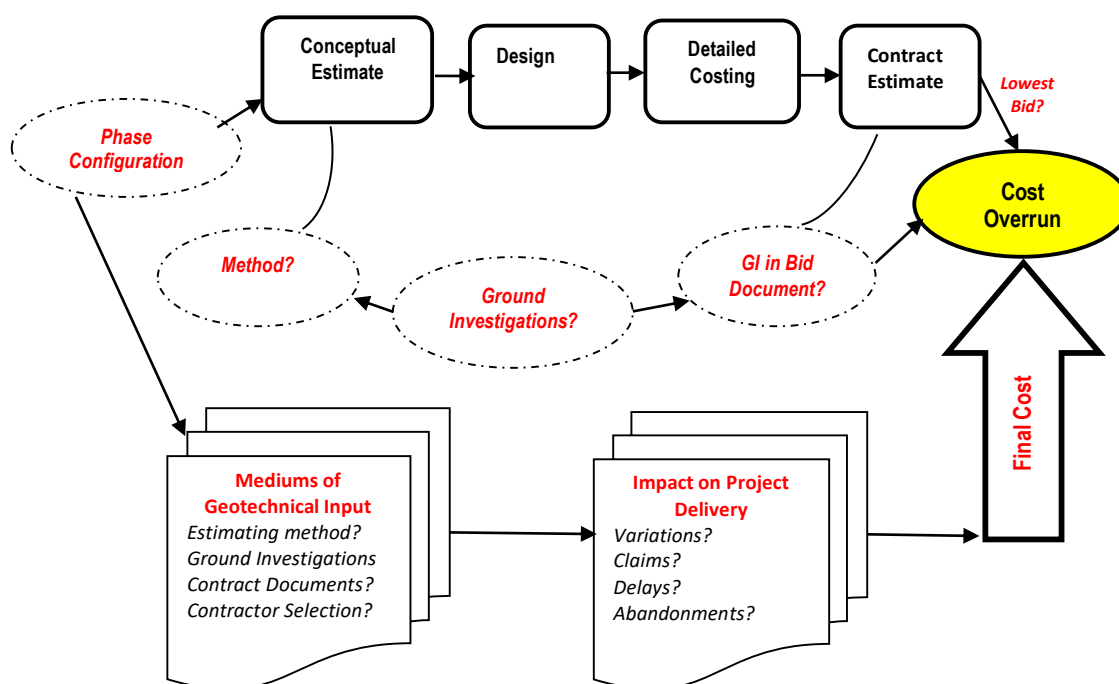 Conceptual
Estimate
Design
Detailed
Costing
Contract
Estimate
Lowest
Bid?
Phase
Configuration
Cost
Overrun
Method?
Ground
Investigations?
GI in Bid
Document?
Final Cost
Mediums of
Geotechnical Input
Estimating method?
Ground Investigations
Contract Documents?
Contractor Selection?
Impact on Project
Delivery
Variations?
Claims?
Delays?
Abandonments?